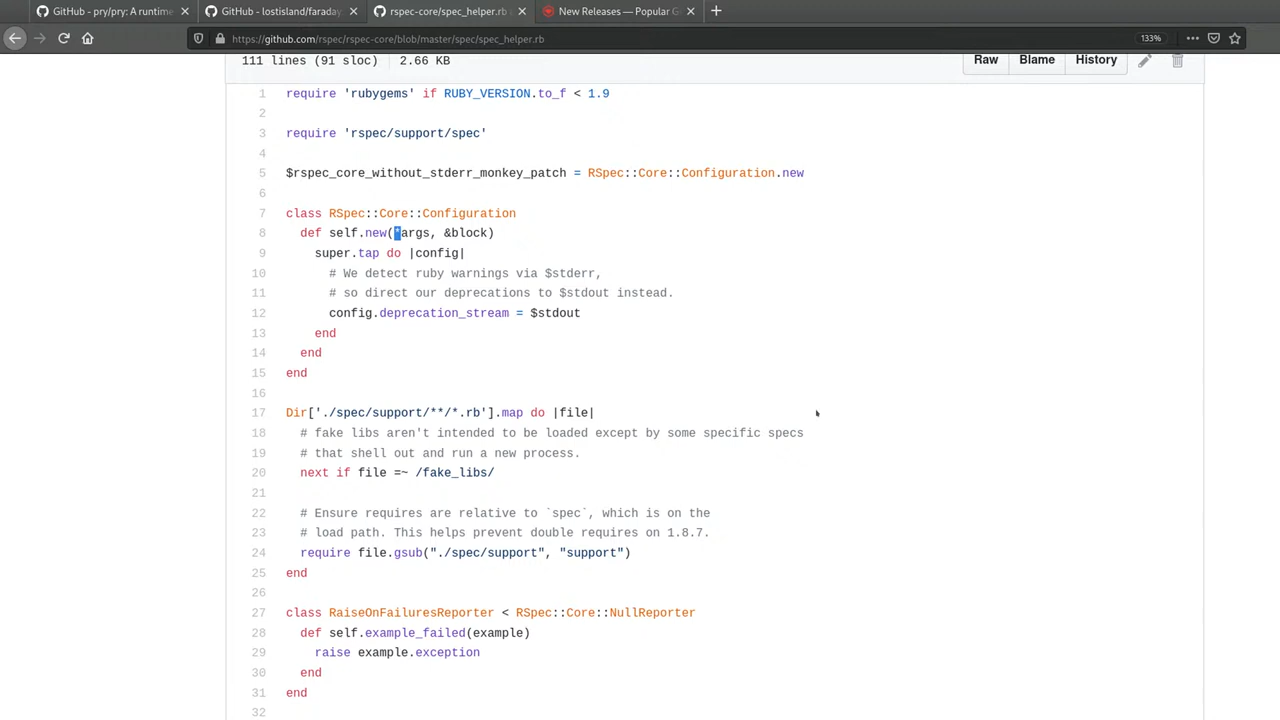 GitHub - pry/pry: A runtime
GitHub - lostisland/faraday
rspec-core/spec_helper.rb
New Releases — Popular G
https://github.com/rspec/rspec-core/blob/master/spec/spec_helper.rb
133%
111 lines (91 sloc) 2.66 KB
Raw Blame History
1 require 'rubygems' if RUBY_VERSION.to_f < 1.9
2
3 require 'rspec/support/spec'
4
5 $rspec_core_without_stderr_monkey_patch = RSpec::Core::Configuration.new
6
7 class RSpec::Core::Configuration
8 def self.new(*args, &block)
9 super.tap do |config|
10 # We detect ruby warnings via $stderr,
11 # so direct our deprecations to $stdout instead.
12 config.deprecation_stream = $stdout
13 end
14 end
15 end
16
17 Dir['./spec/support/**/*.rb'].map do |file|
18 # fake libs aren't intended to be loaded except by some specific specs
19 # that shell out and run a new process.
20 next if file =~ /fake_libs/
21
22 # Ensure requires are relative to `spec`, which is on the
23 # load path. This helps prevent double requires on 1.8.7.
24 require file.gsub("./spec/support", "support")
25 end
26
27 class RaiseOnFailuresReporter < RSpec::Core::NullReporter
28 def self.example_failed(example)
29 raise example.exception
30 end
31 end
32